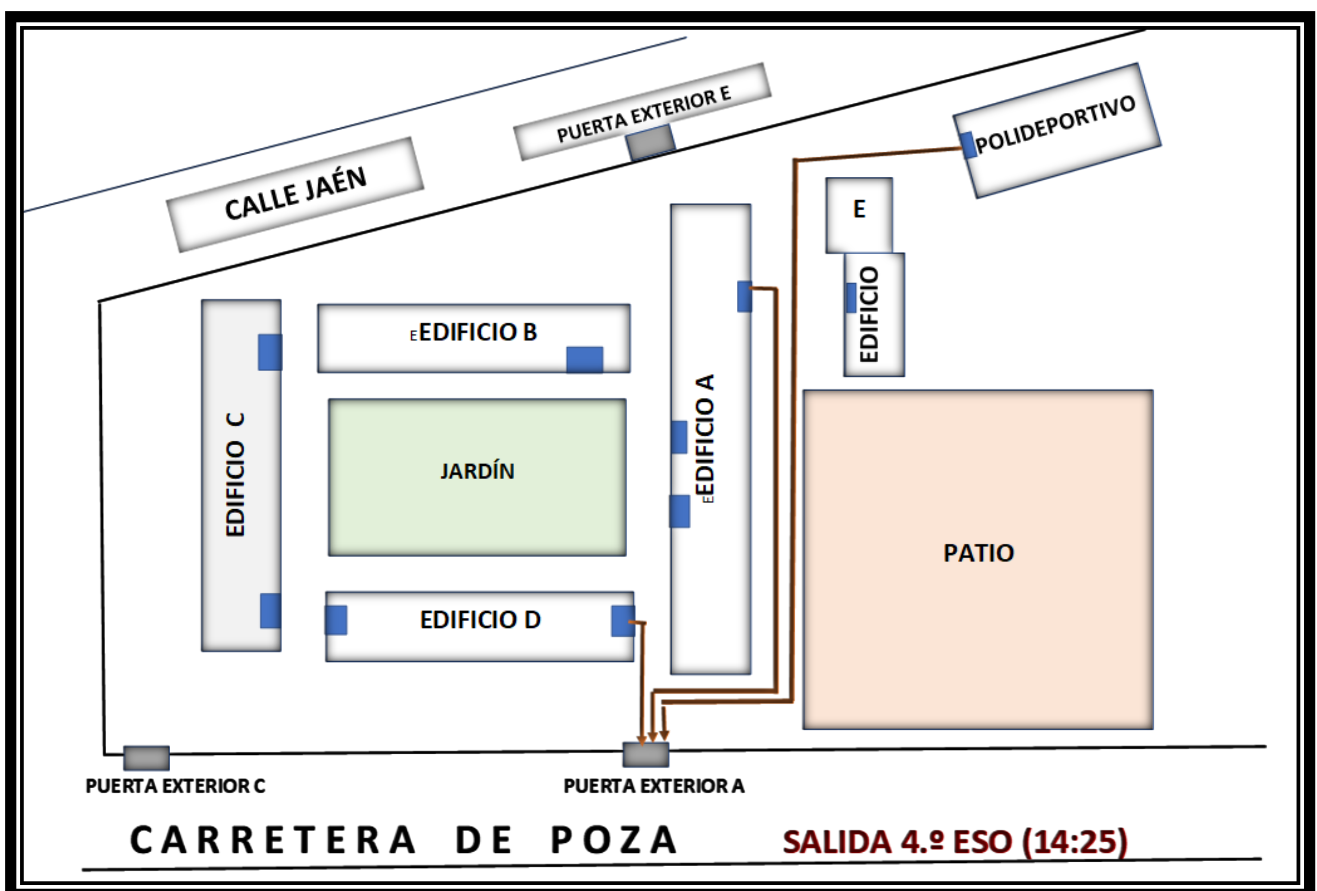 PUERTA EXTERIOR E
POLIDEPORTIVO
CALLE JAÉN
E
EDIFICIO
E EDIFICIO B
EDIFICIO C
JARDÍN
E EDIFICIO A
PATIO
EDIFICIO D
PUERTA EXTERIOR C
PUERTA EXTERIOR A
CARRETERA DE POZA
SALIDA 4.º ESO (14:25)